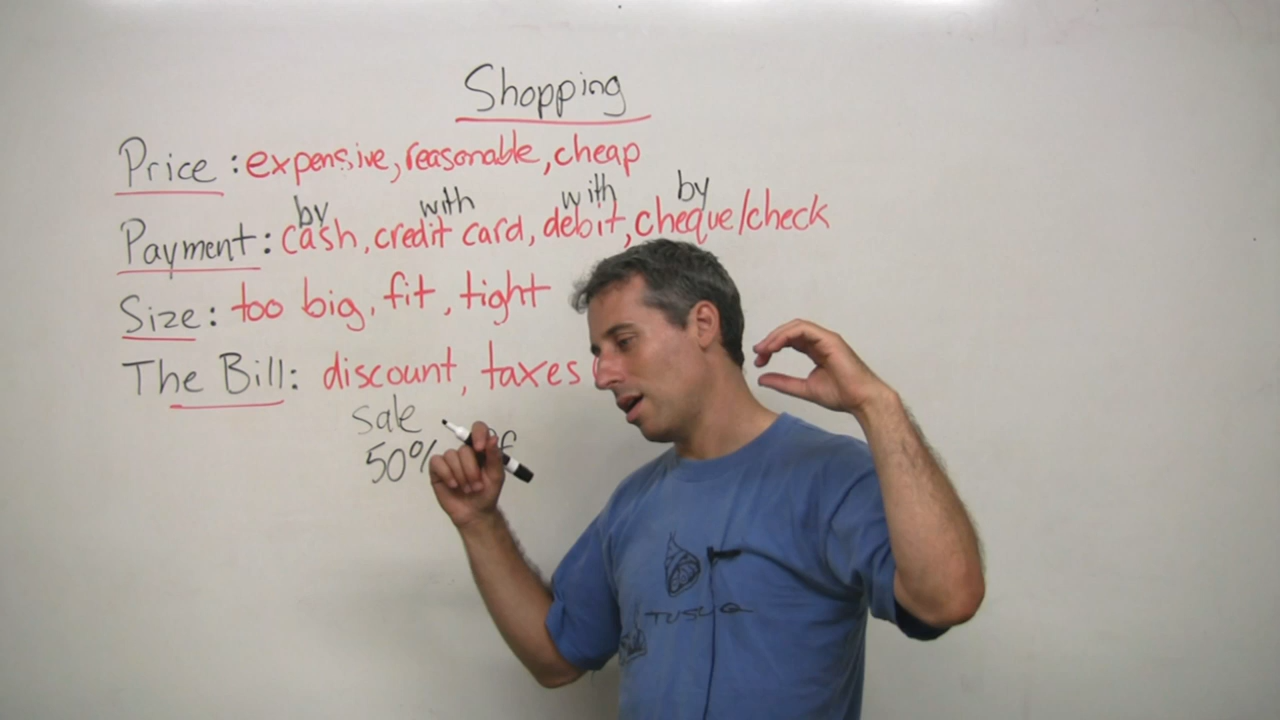 Shopping
Price : expensive, reasonable, cheap
by with with by
Payment : cash, credit card, debit, cheque/check
Size : too big, fit, tight
The Bill : discount, taxes
sale
50%